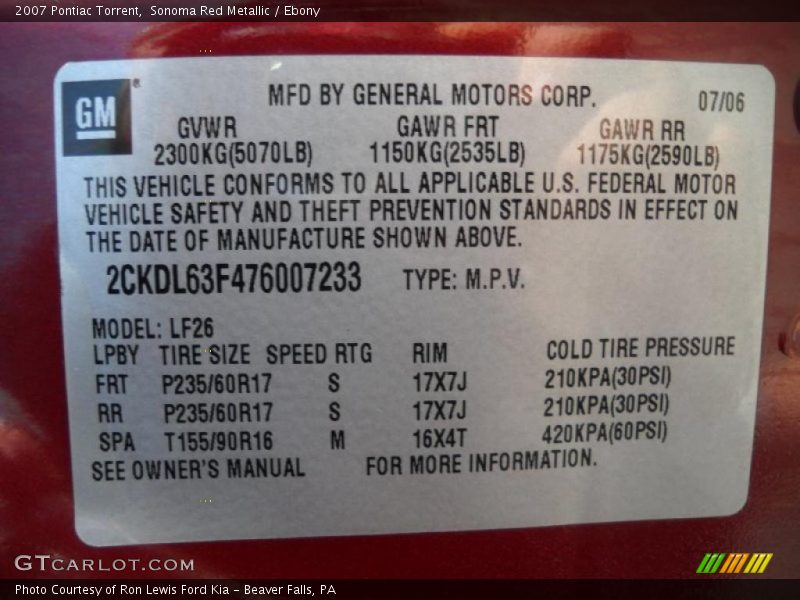 2007 Pontiac Torrent,  Sonoma Red Metallic / Ebony
GM®
MFD BY GENERAL MOTORS CORP.
07/06
GVWR GAWR FRT GAWR RR
2300KG(5070LB) 1150KG(2535LB) 1175KG(2590LB)
THIS VEHICLE CONFORMS TO ALL APPLICABLE U.S. FEDERAL MOTOR
VEHICLE SAFETY AND THEFT PREVENTION STANDARDS IN EFFECT ON
THE DATE OF MANUFACTURE SHOWN ABOVE.
2CKDL63F476007233 TYPE: M.P.V.
MODEL: LF26
LPBY TIRE SIZE SPEED RTG RIM COLD TIRE PRESSURE
FRT P235/60R17 S 17X7J 210KPA(30PSI)
RR P235/60R17 S 17X7J 210KPA(30PSI)
SPA T155/90R16 M 16X4T 420KPA(60PSI)
SEE OWNER'S MANUAL FOR MORE INFORMATION.
GTCARLOT.COM
Photo Courtesy of Ron Lewis Ford Kia - Beaver Falls, PA